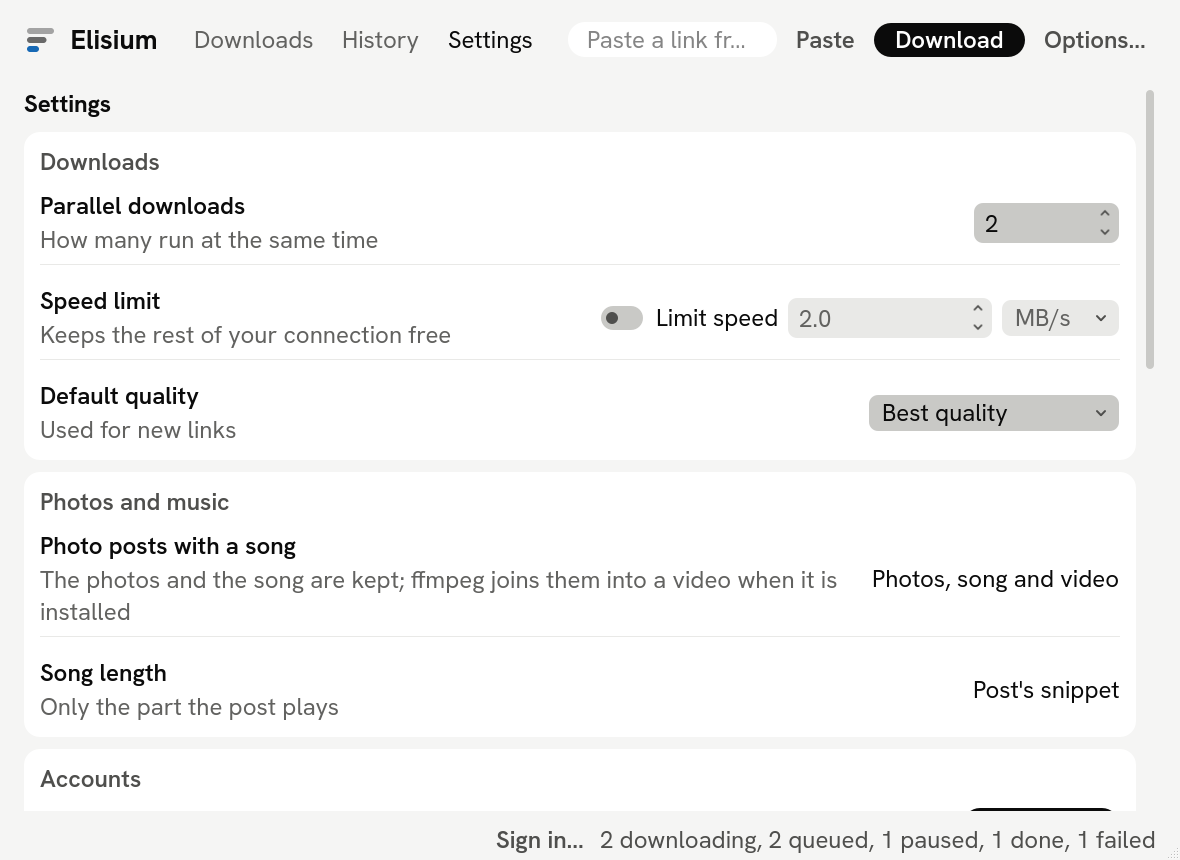 Elisium Downloads History Settings Paste a link fr... Paste Download Options...
Settings
Downloads
Parallel downloads
How many run at the same time
2
Speed limit
Keeps the rest of your connection free
Limit speed 2.0 MB/s
Default quality
Used for new links
Best quality
Photos and music
Photo posts with a song
The photos and the song are kept; ffmpeg joins them into a video when it is
installed
Photos, song and video
Song length
Only the part the post plays
Post's snippet
Accounts
Sign in... 2 downloading, 2 queued, 1 paused, 1 done, 1 failed